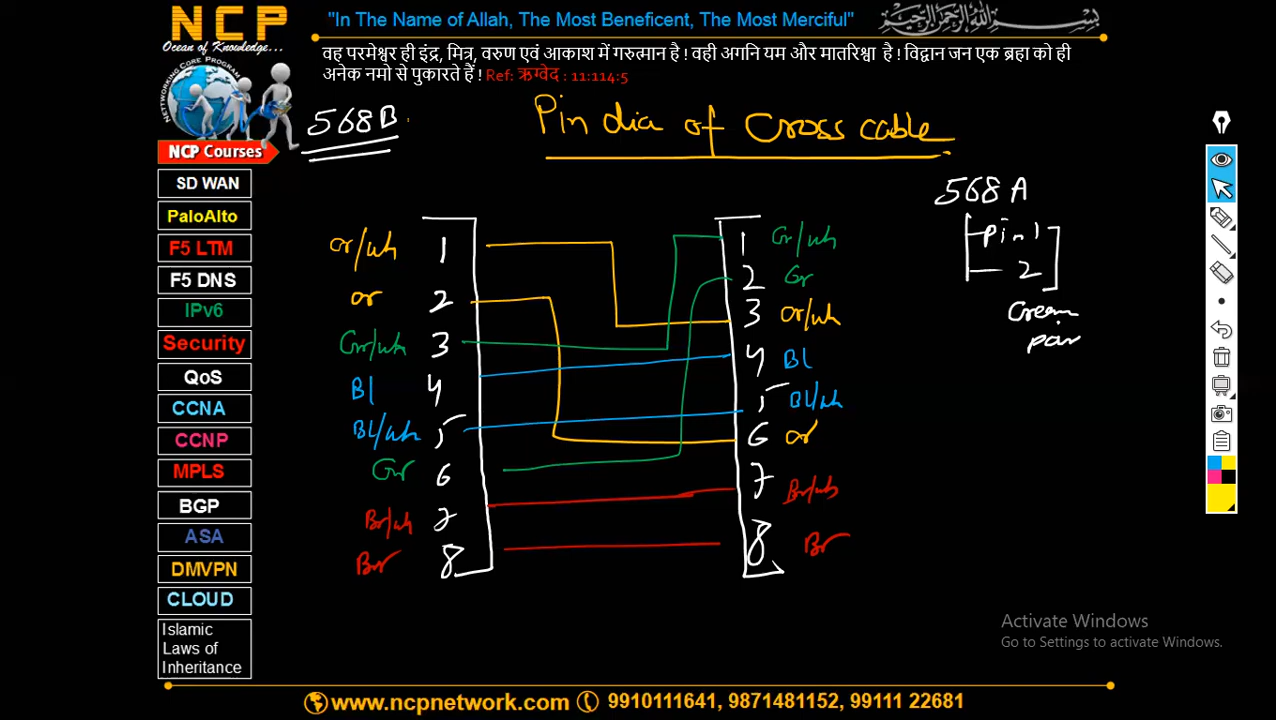 NCP
Ocean of Knowledge...
"In The Name of Allah, The Most Beneficent, The Most Merciful"
वह परमेश्वर ही इंद्र, मित्र, वरुण एवं आकाश में गरुत्मान है ! वही अगनि यम और मातरिश्वा है ! विद्वान जन एक ब्रहा को ही
अनेक नमो से पुकारते हैं ! Ref: ऋग्वेद : 11:114:5
568B
Pin dia of Cross cable
NCP Courses
SD WAN
PaloAlto
F5 LTM
F5 DNS
IPv6
Security
QoS
CCNA
CCNP
MPLS
BGP
ASA
DMVPN
CLOUD
Islamic
Laws of
Inheritance
or/wh 1
or 2
Gr/wh 3
Bl 4
Bl/wh 5
Gr 6
Br/wh 7
Br 8
1 Gr/wh
2 Gr
3 or/wh
4 Bl
5 Bl/wh
6 or
7 Br/wh
8 Br
568 A
Pin 1
2
pair
Activate Windows
Go to Settings to activate Windows.
www.ncpnetwork.com 9910111641, 9871481152, 99111 22681